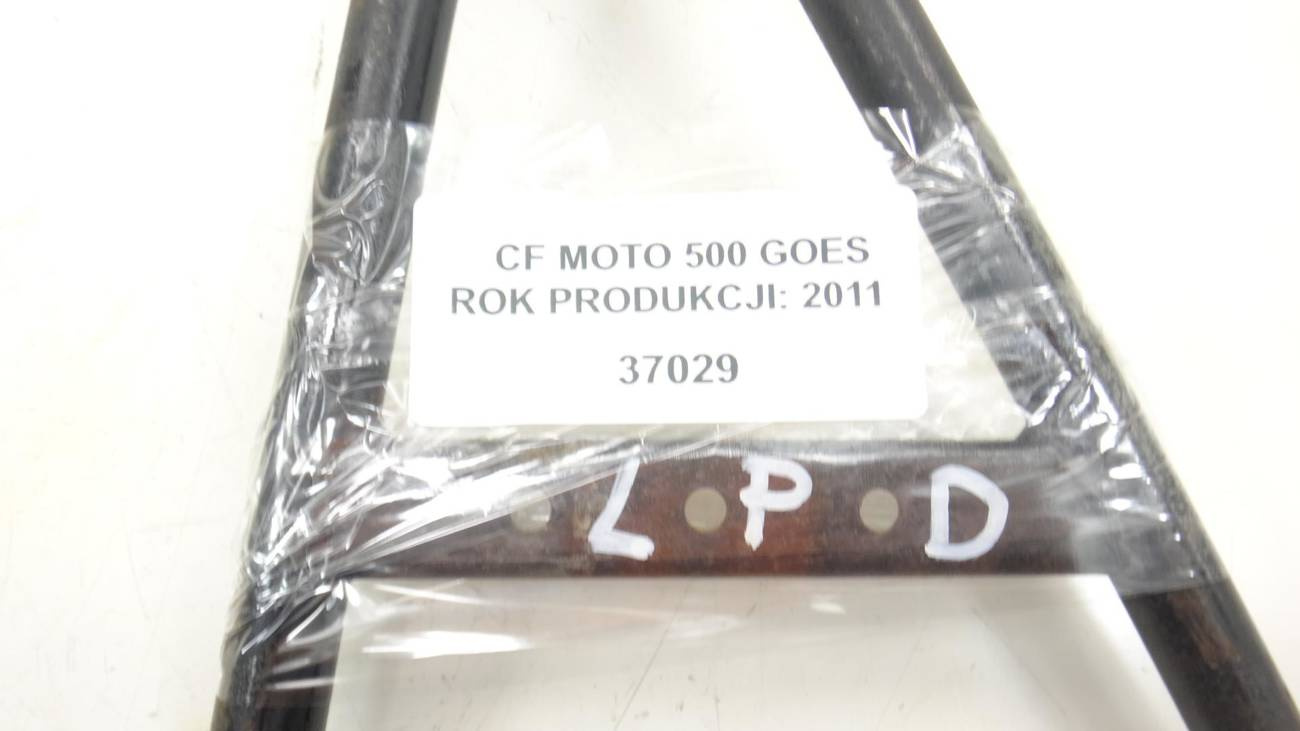 CF MOTO 500 GOES
ROK PRODUKCJI: 2011
37029
L P D